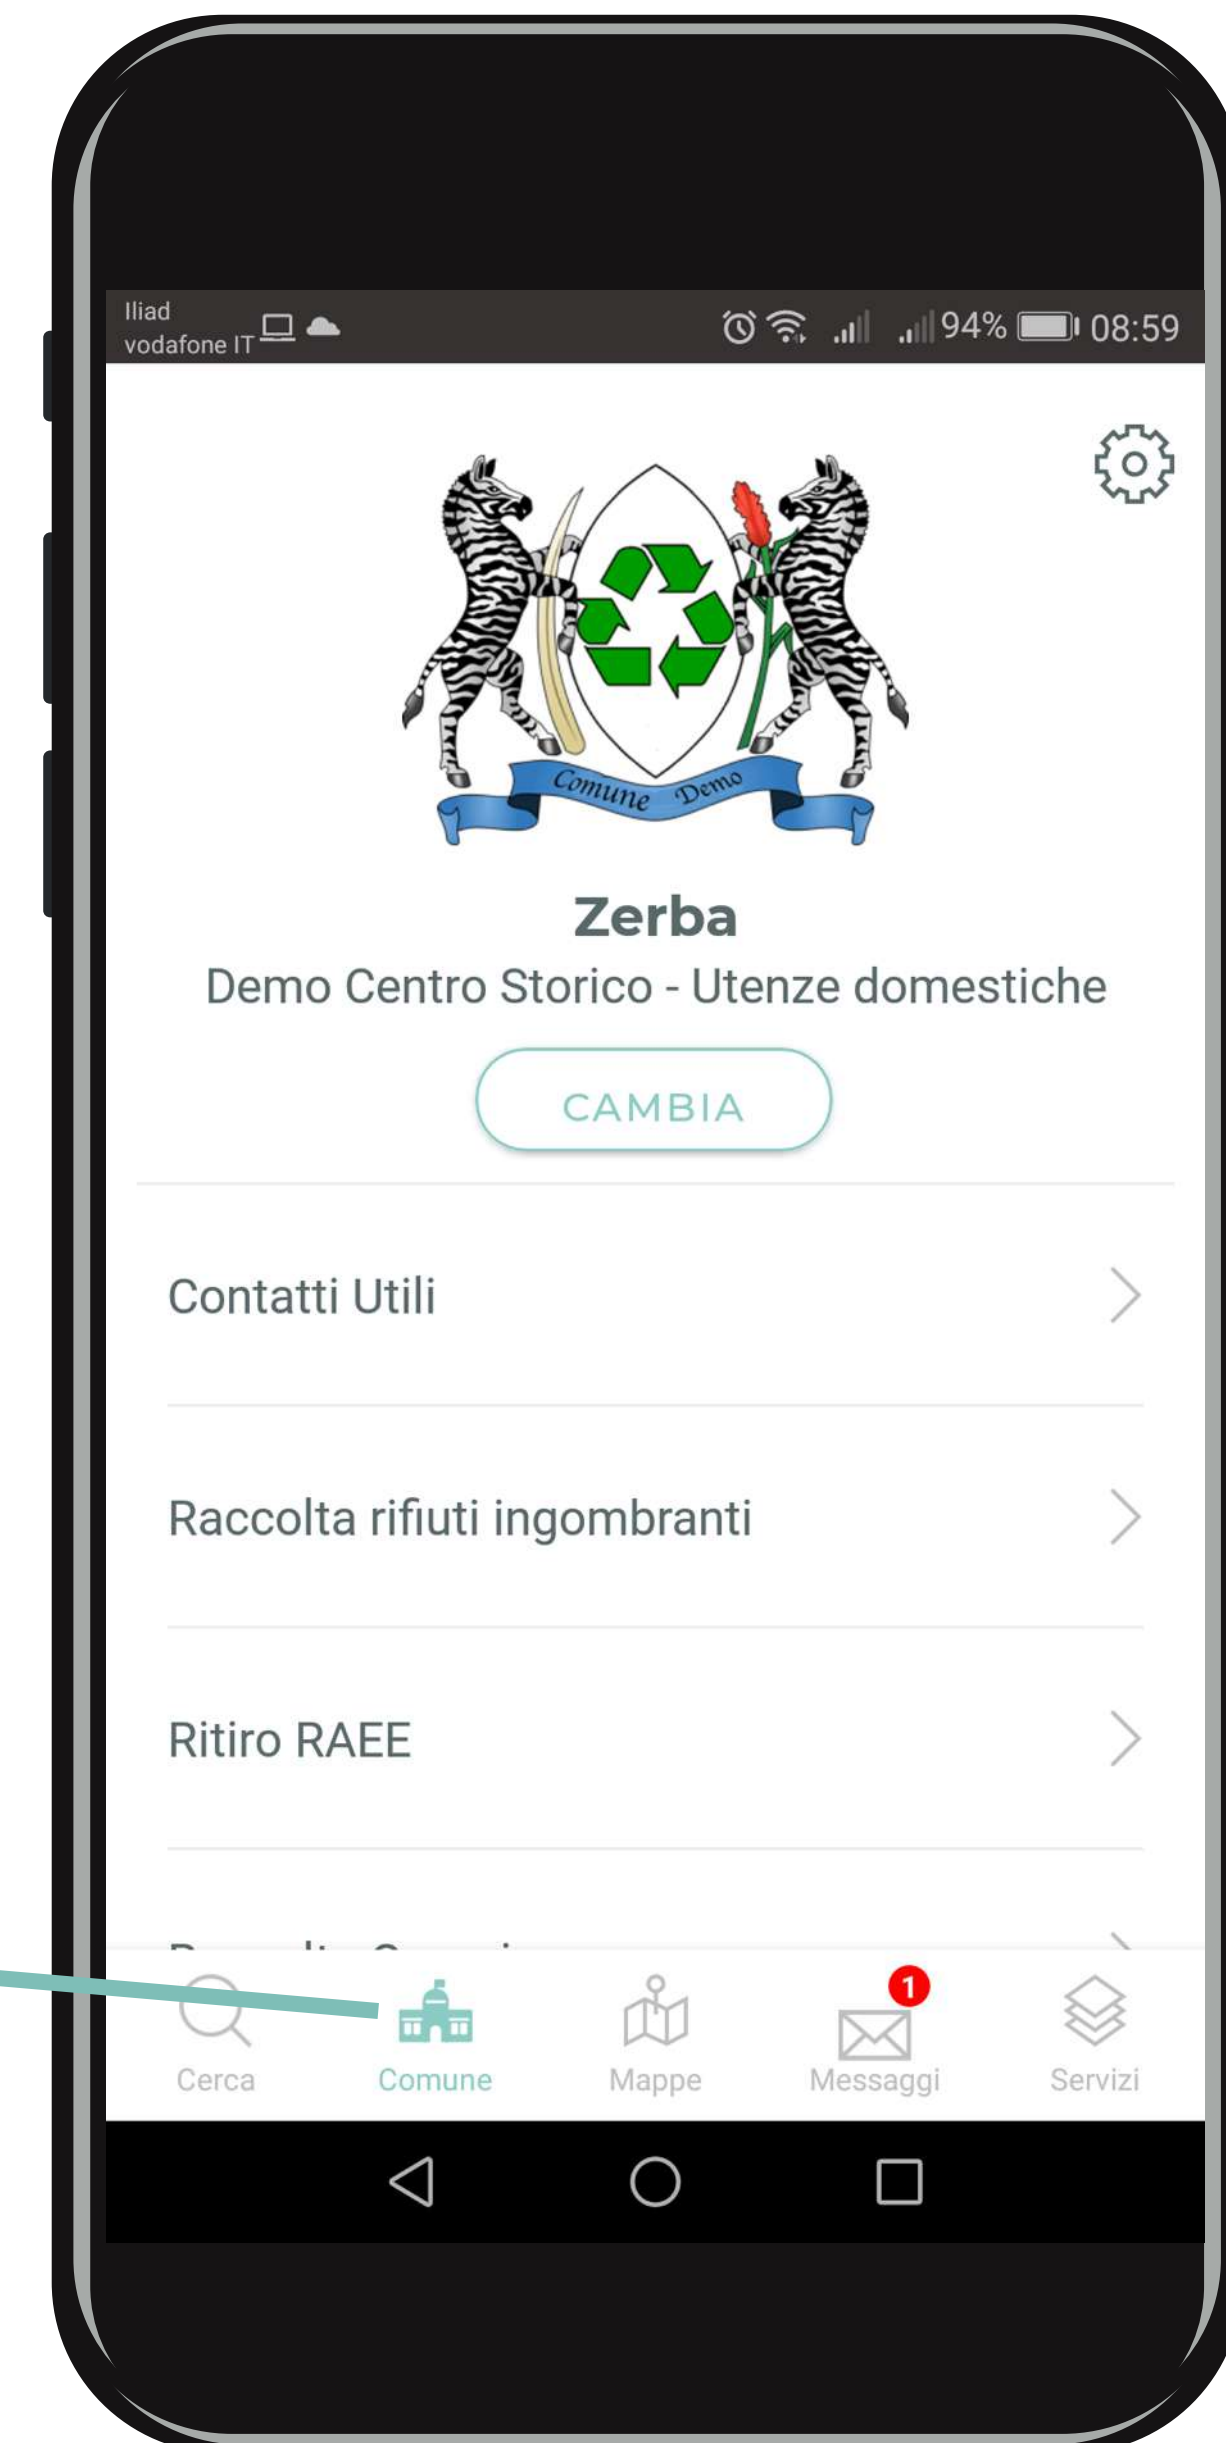 Iliad
vodafone IT
94% 08:59
Comune Demo
Zerba
Demo Centro Storico - Utenze domestiche
CAMBIA
Contatti Utili
Raccolta rifiuti ingombranti
Ritiro RAEE
1
Cerca Comune Mappe Messaggi Servizi